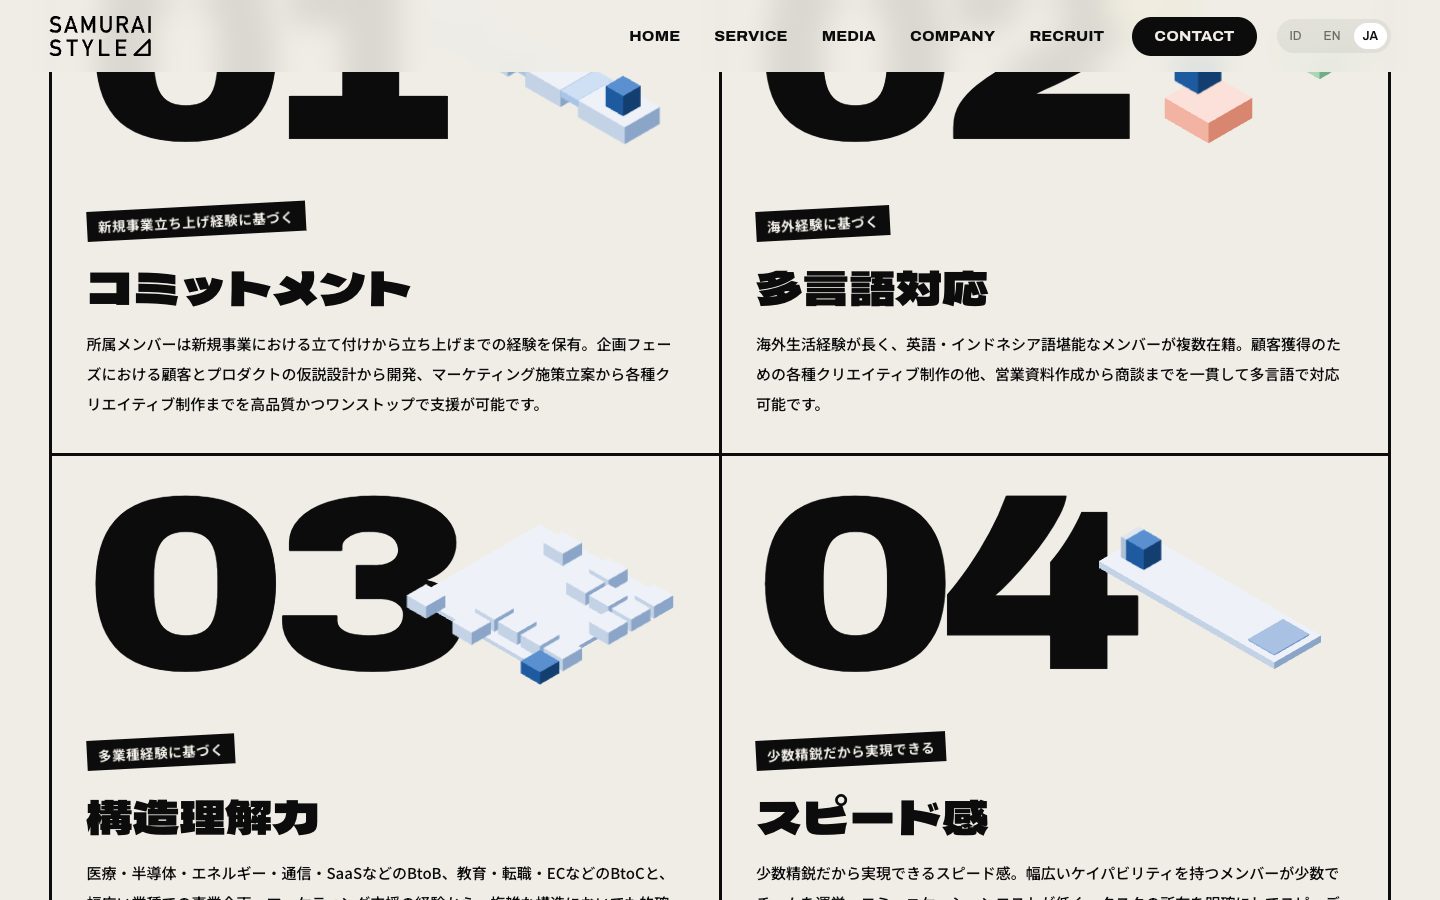 SAMURAI
STYLE
HOME SERVICE MEDIA COMPANY RECRUIT CONTACT ID EN JA
01
新規事業立ち上げ経験に基づく
コミットメント
所属メンバーは新規事業における立て付けから立ち上げまでの経験を保有。企画フェー
ズにおける顧客とプロダクトの仮説設計から開発、マーケティング施策立案から各種ク
リエイティブ制作までを高品質かつワンストップで支援が可能です。
02
海外経験に基づく
多言語対応
海外生活経験が長く、英語・インドネシア語堪能なメンバーが複数在籍。顧客獲得のた
めの各種クリエイティブ制作の他、営業資料作成から商談までを一貫して多言語で対応
可能です。
03
多業種経験に基づく
構造理解力
医療・半導体・エネルギー・通信・SaaSなどのBtoB、教育・転職・ECなどのBtoCと、
04
少数精鋭だから実現できる
スピード感
少数精鋭だから実現できるスピード感。幅広いケイパビリティを持つメンバーが少数で